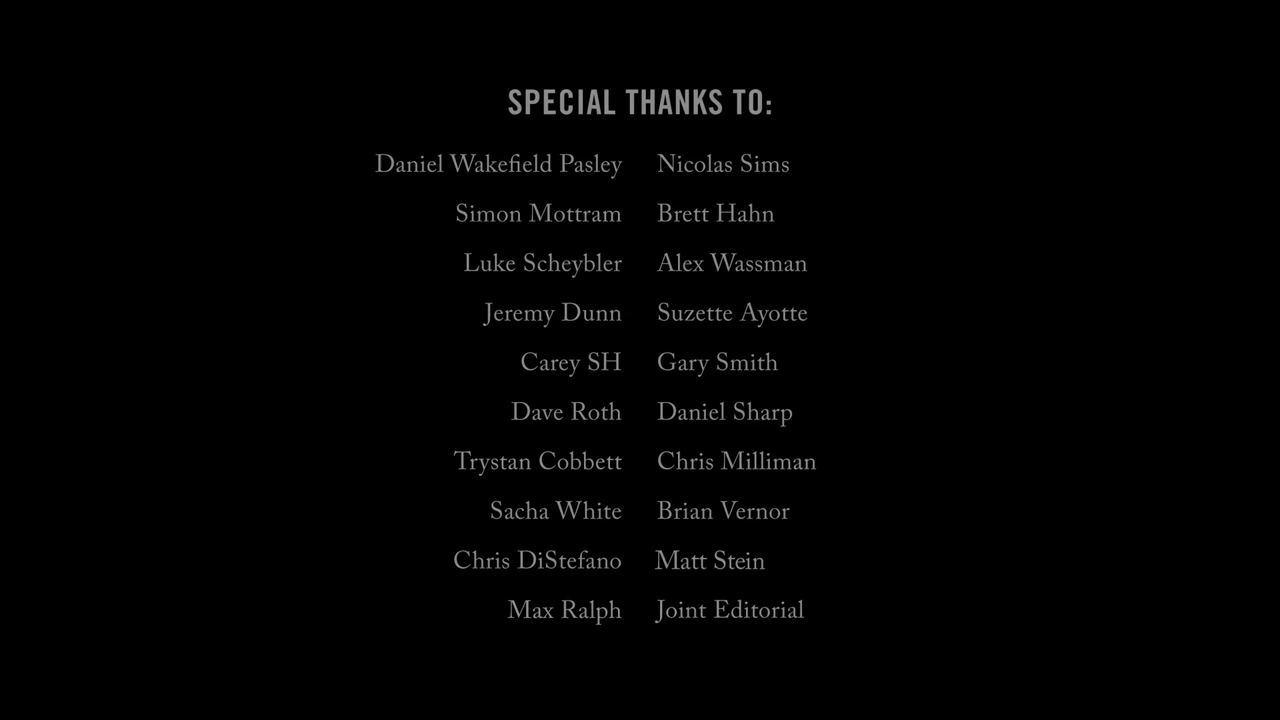 SPECIAL THANKS TO:
Daniel Wakefield Pasley Nicolas Sims
Simon Mottram Brett Hahn
Luke Scheybler Alex Wassman
Jeremy Dunn Suzette Ayotte
Carey SH Gary Smith
Dave Roth Daniel Sharp
Trystan Cobbett Chris Milliman
Sacha White Brian Vernor
Chris DiStefano Matt Stein
Max Ralph Joint Editorial